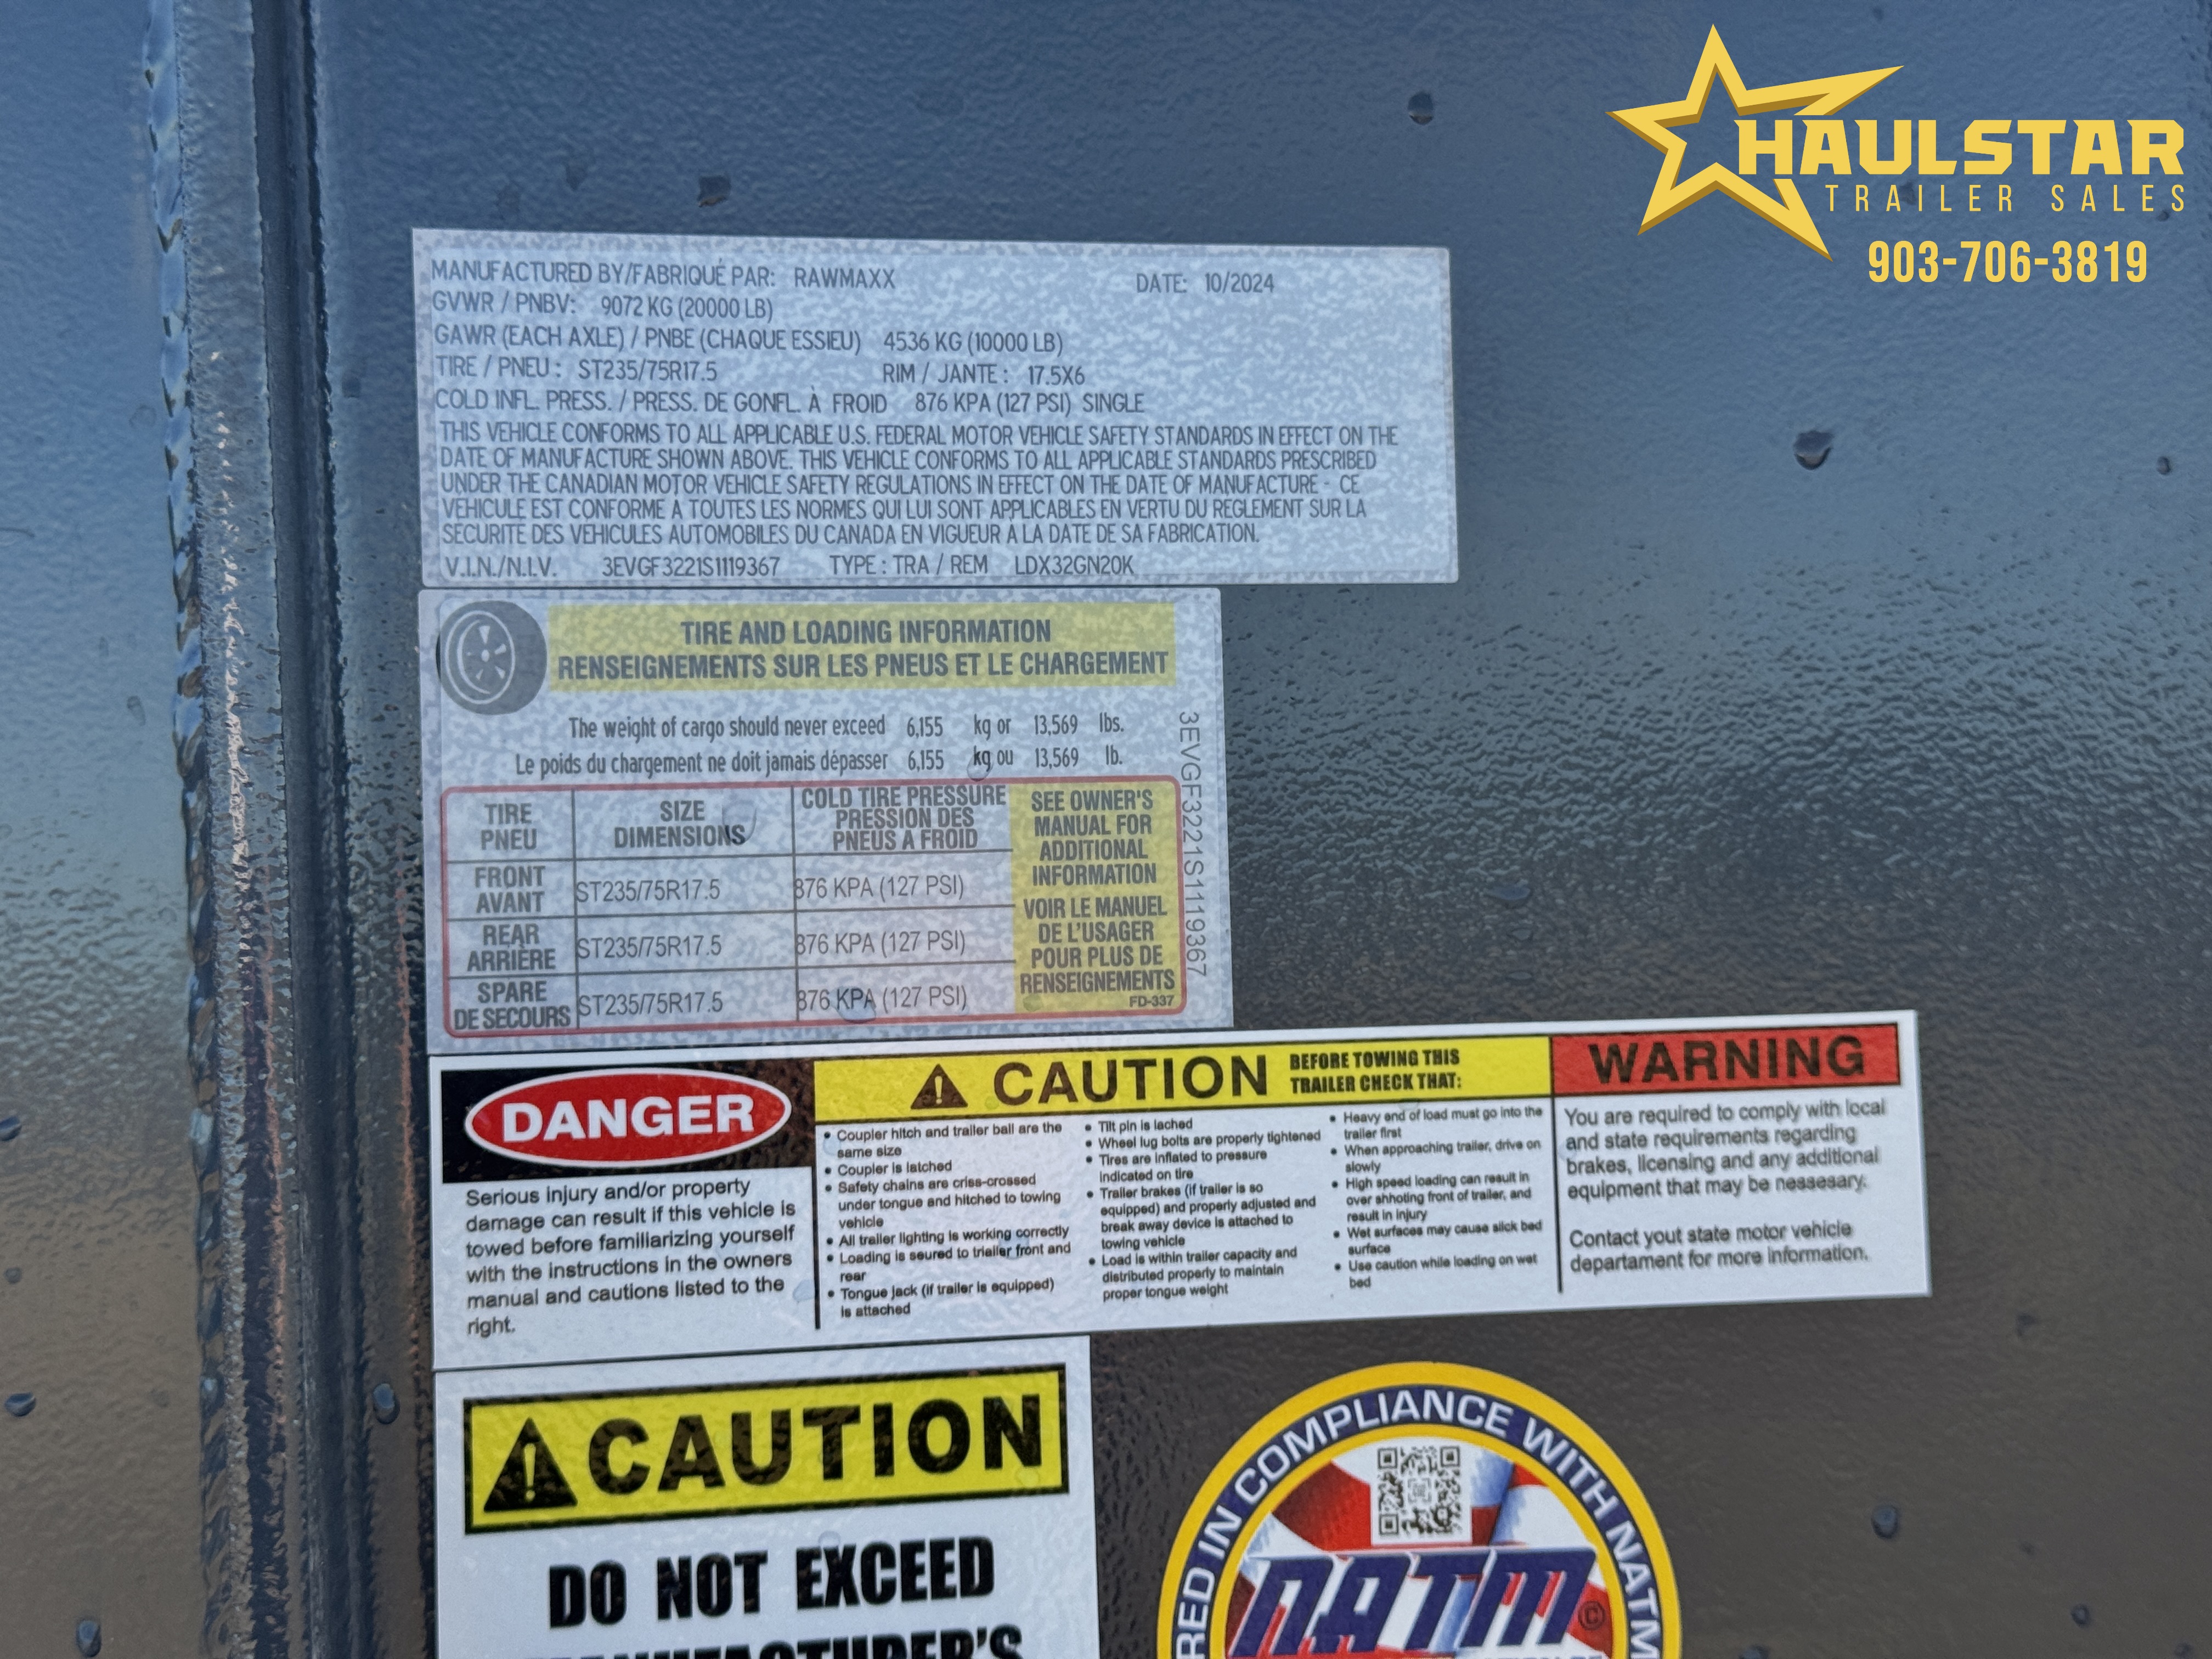 HAULSTAR
TRAILER SALES
903-706-3819
MANUFACTURED BY/FABRIQUÉ PAR: RAWMAXX DATE: 10/2024
GVWR / PNBV: 9072 KG (20000 LB)
GAWR (EACH AXLE) / PNBE (CHAQUE ESSIEU) 4536 KG (10000 LB)
TIRE / PNEU : ST235/75R17.5 RIM / JANTE : 17.5X6
COLD INFL. PRESS. / PRESS. DE GONFL. À FROID 876 KPA (127 PSI) SINGLE
THIS VEHICLE CONFORMS TO ALL APPLICABLE U.S. FEDERAL MOTOR VEHICLE SAFETY STANDARDS IN EFFECT ON THE
DATE OF MANUFACTURE SHOWN ABOVE. THIS VEHICLE CONFORMS TO ALL APPLICABLE STANDARDS PRESCRIBED
UNDER THE CANADIAN MOTOR VEHICLE SAFETY REGULATIONS IN EFFECT ON THE DATE OF MANUFACTURE - CE
VÉHICULE EST CONFORME À TOUTES LES NORMES QUI LUI SONT APPLICABLES EN VERTU DU RÈGLEMENT SUR LA
SÉCURITÉ DES VÉHICULES AUTOMOBILES DU CANADA EN VIGUEUR À LA DATE DE SA FABRICATION.
V.I.N./N.I.V. 3EVGF3221S1119367 TYPE : TRA / REM LDX32GN20K
TIRE AND LOADING INFORMATION
RENSEIGNEMENTS SUR LES PNEUS ET LE CHARGEMENT
The weight of cargo should never exceed 6,155 kg or 13,569 lbs.
Le poids du chargement ne doit jamais dépasser 6,155 kg ou 13,569 lb.
3EVGF3221S1119367
TIRE
PNEU
SIZE
DIMENSIONS
COLD TIRE PRESSURE
PRESSION DES
PNEUS A FROID
FRONT
AVANT
ST235/75R17.5 876 KPA (127 PSI)
REAR
ARRIÈRE
ST235/75R17.5 876 KPA (127 PSI)
SPARE
DE SECOURS
ST235/75R17.5 876 KPA (127 PSI)
SEE OWNER'S
MANUAL FOR
ADDITIONAL
INFORMATION
VOIR LE MANUEL
DE L'USAGER
POUR PLUS DE
RENSEIGNEMENTS
FD-337
DANGER
Serious injury and/or property
damage can result if this vehicle is
towed before familiarizing yourself
with the instructions in the owners
manual and cautions listed to the
right.
CAUTION
BEFORE TOWING THIS
TRAILER CHECK THAT:
• Coupler hitch and trailer ball are the
same size
• Coupler is latched
• Safety chains are criss-crossed
under tongue and hitched to towing
vehicle
• All trailer lighting is working correctly
• Loading is seured to trialler front and
rear
• Tongue jack (if trailer is equipped)
is attached
• Tilt pin is lached
• Wheel lug bolts are properly tightened
• Tires are inflated to pressure
indicated on tire
• Trailer brakes (if trailer is so
equipped) and properly adjusted and
break away device is attached to
towing vehicle
• Load is within trailer capacity and
distributed properly to maintain
proper tongue weight
• Heavy end of load must go into the
trailer first
• When approaching trailer, drive on
slowly
• High speed loading can result in
over shhoting front of trailer, and
result in injury
• Wet surfaces may cause slick bed
surface
• Use caution while loading on wet
bed
WARNING
You are required to comply with local
and state requirements regarding
brakes, licensing and any additional
equipment that may be nessesary.
Contact yout state motor vehicle
departament for more information.
CAUTION
DO NOT EXCEED
MANUFACTURER'S
RED IN COMPLIANCE WITH NATM
NATM ©